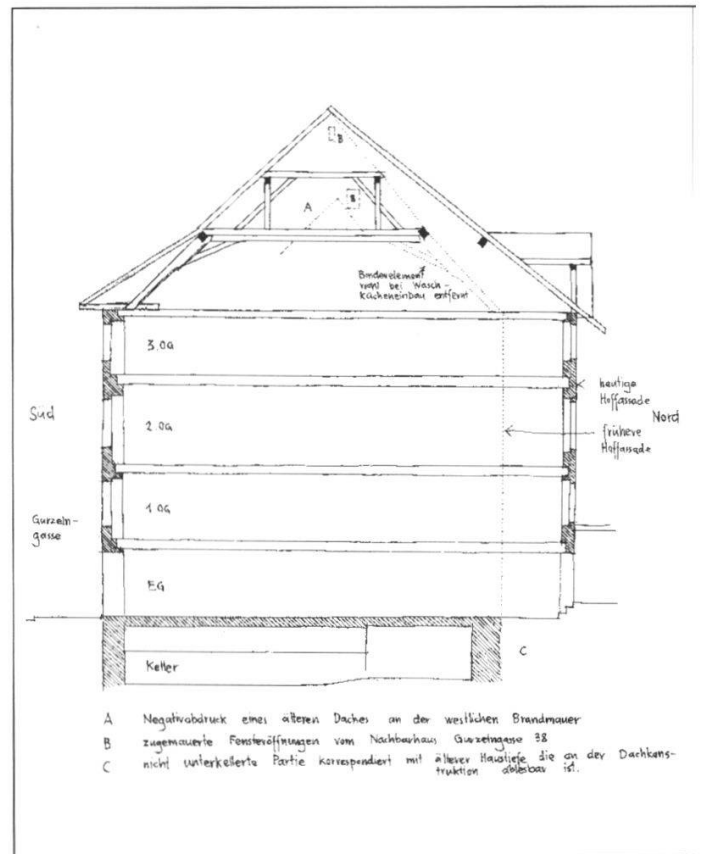 B
A
B
Binderelement
wohl bei Wasch-
kücheneinbau entfernt
3.OG
heutige
Hoffassade
Süd
Nord
2.OG
frühere
Hoffassade
1 OG
Gurzeln-
gasse
EG
C
Keller
A Negativabdruck eines älteren Daches an der westlichen Brandmauer
B zugemauerte Fensteröffnungen vom Nachbarhaus Gurzelngasse 38
C nicht unterkellerte Partie korrespondiert mit älterer Haustiefe die an der Dachkons-
truktion ablesbar ist.